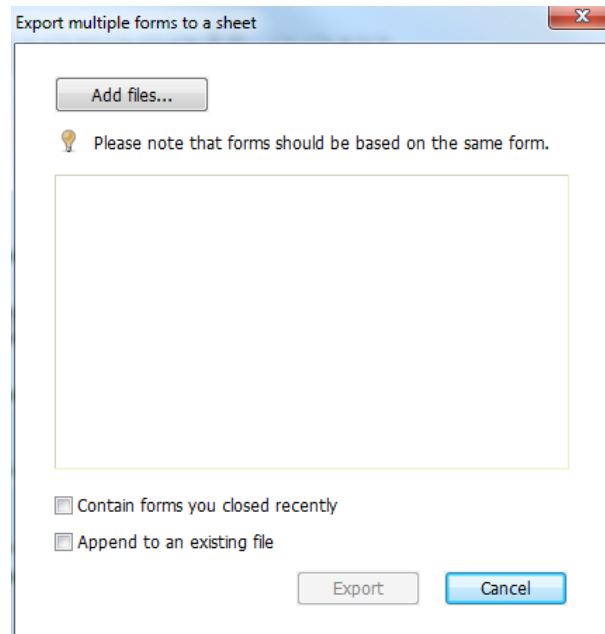 Export multiple forms to a sheet
Add files...
Please note that forms should be based on the same form.
Contain forms you closed recently
Append to an existing file
Export Cancel